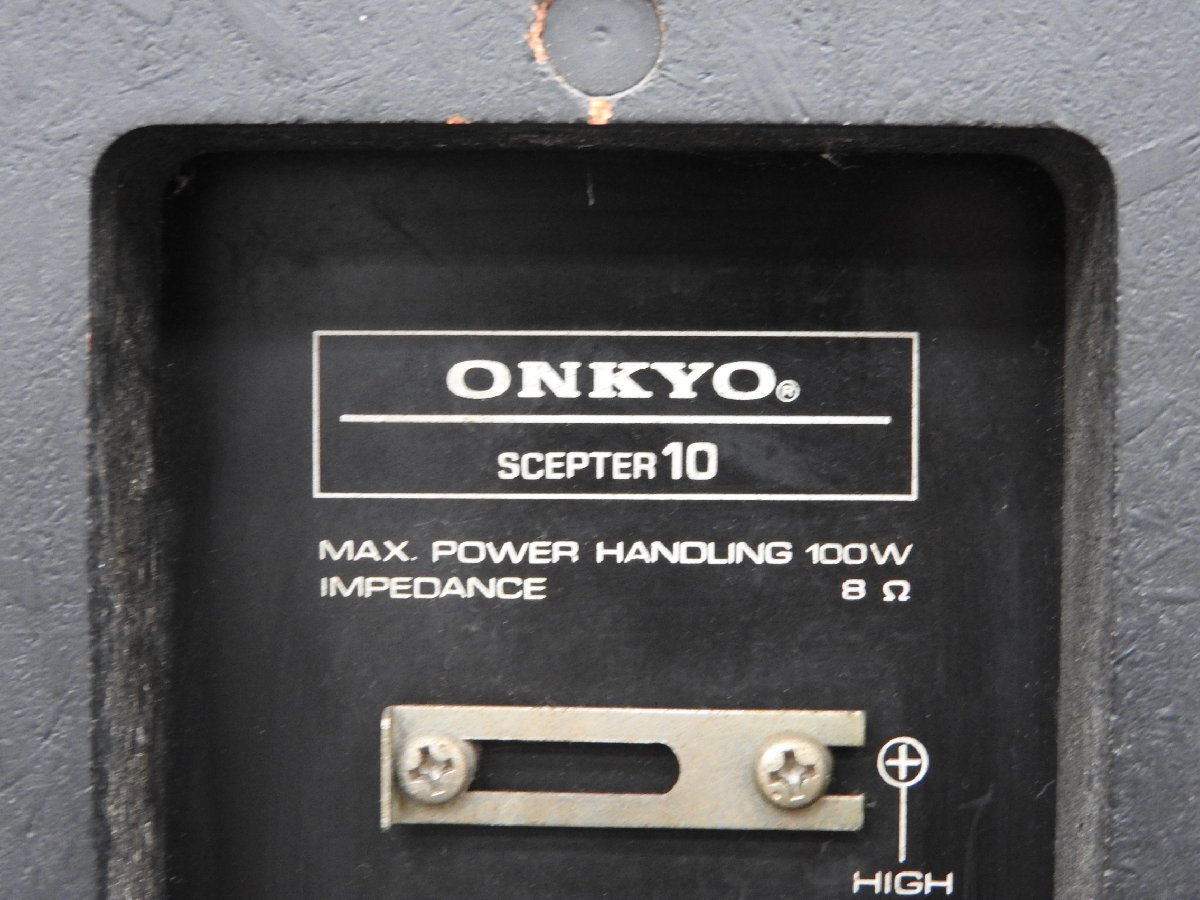 ONKYO®
SCEPTER 10
MAX. POWER HANDLING 100W
IMPEDANCE 8 Ω
HIGH